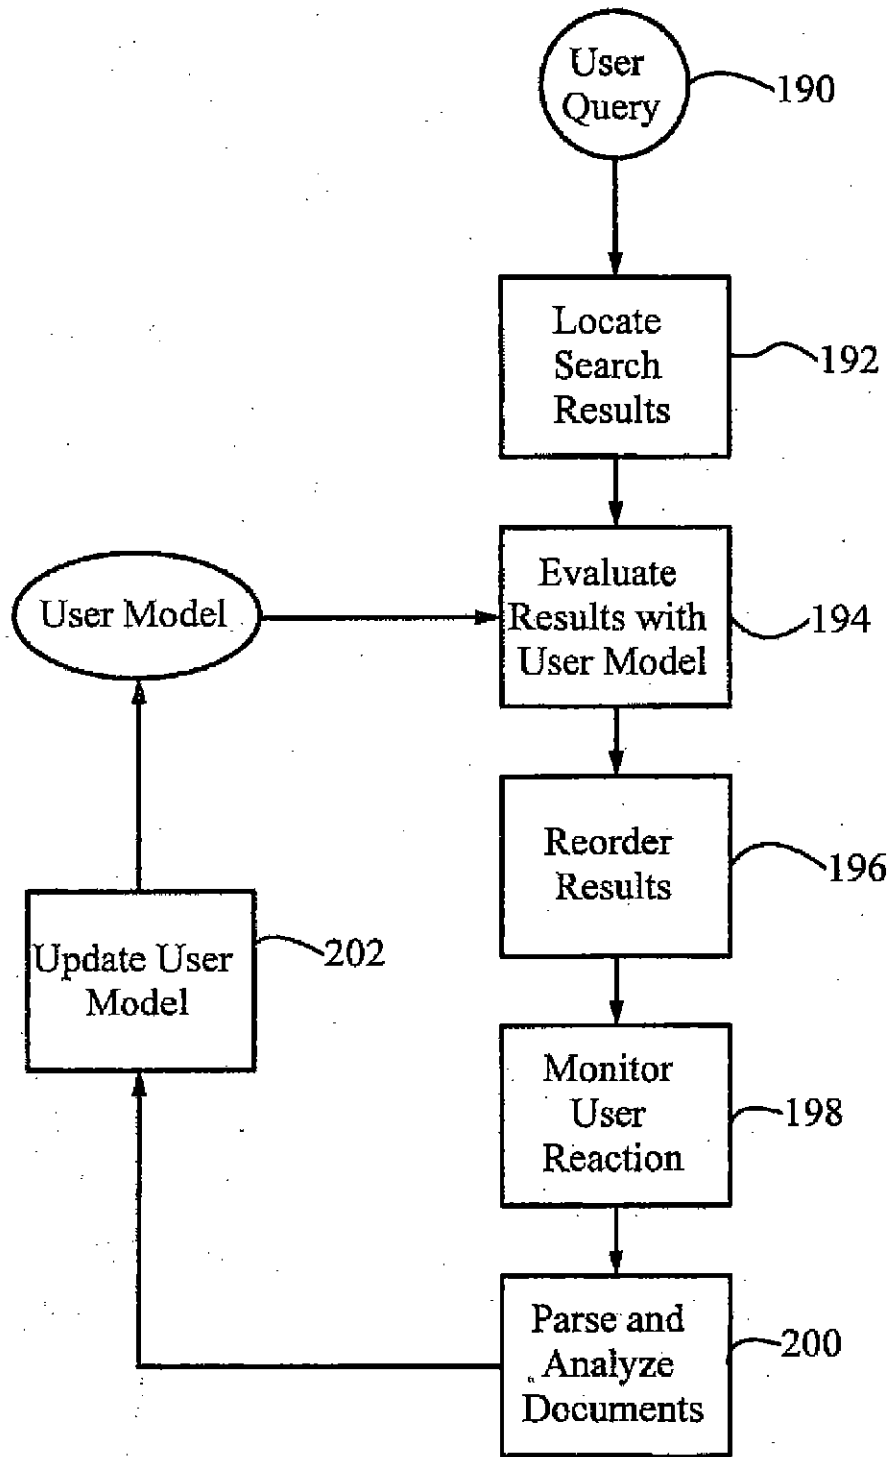 User
Query
190
Locate
Search
Results
192
User Model
Evaluate
Results with
User Model
194
Reorder
Results
196
Update User
Model
202
Monitor
User
Reaction
198
Parse and
Analyze
Documents
200